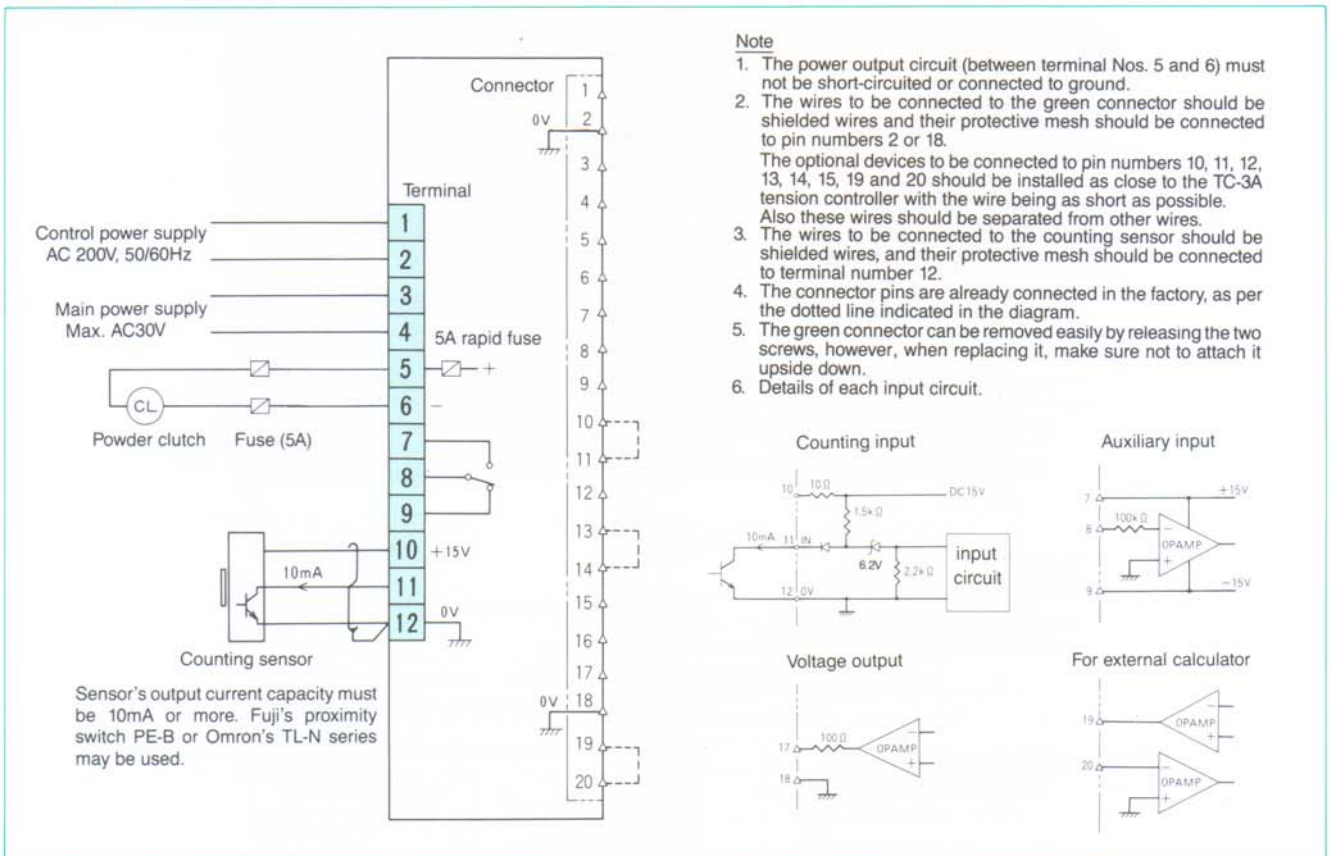 Connector
1
0V
2
3
Terminal
4
1
Control power supply
AC 200V, 50/60Hz
2
5
6
3
Main power supply
Max. AC30V
4
7
5A rapid fuse
8
5
+
9
CL
6
−
10
Powder clutch
Fuse (5A)
7
11
8
12
9
13
10
+15V
10mA
14
11
15
0V
12
16
Counting sensor
17
0V
18
19
20
Sensor's output current capacity must
be 10mA or more. Fuji's proximity
switch PE-B or Omron's TL-N series
may be used.
Note
1. The power output circuit (between terminal Nos. 5 and 6) must
not be short-circuited or connected to ground.
2. The wires to be connected to the green connector should be
shielded wires and their protective mesh should be connected
to pin numbers 2 or 18.
The optional devices to be connected to pin numbers 10, 11, 12,
13, 14, 15, 19 and 20 should be installed as close to the TC-3A
tension controller with the wire being as short as possible.
Also these wires should be separated from other wires.
3. The wires to be connected to the counting sensor should be
shielded wires, and their protective mesh should be connected
to terminal number 12.
4. The connector pins are already connected in the factory, as per
the dotted line indicated in the diagram.
5. The green connector can be removed easily by releasing the two
screws, however, when replacing it, make sure not to attach it
upside down.
6. Details of each input circuit.
Counting input
10
10Ω
DC15V
1.5kΩ
10mA
11
IN
6.2V
2.2kΩ
input
circuit
12
0V
Auxiliary input
7
+15V
100kΩ
8
−
OPAMP
+
9
−15V
Voltage output
17
100Ω
OPAMP
−
+
18
For external calculator
19
OPAMP
−
+
20
−
OPAMP
+